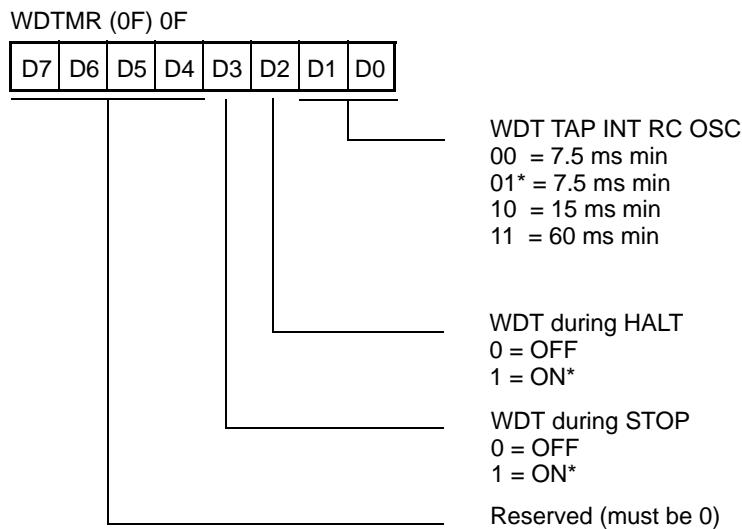 WDTMR (0F) 0F
D7 D6 D5 D4 D3 D2 D1 D0
WDT TAP INT RC OSC
00 = 7.5 ms min
01* = 7.5 ms min
10 = 15 ms min
11 = 60 ms min
WDT during HALT
0 = OFF
1 = ON*
WDT during STOP
0 = OFF
1 = ON*
Reserved (must be 0)